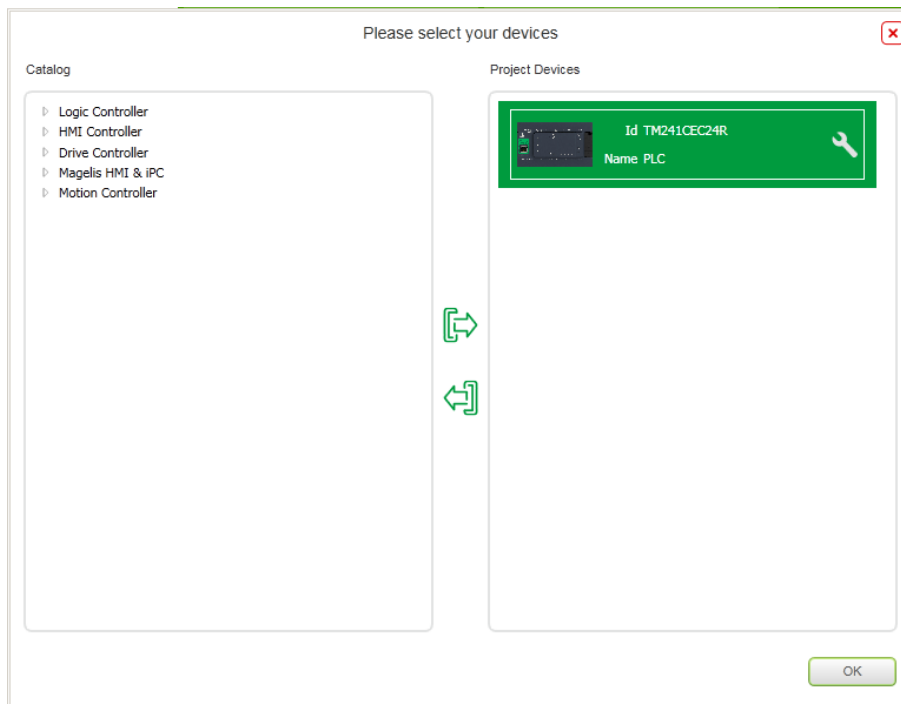 Please select your devices
Catalog
Project Devices
Logic Controller
HMI Controller
Drive Controller
Magelis HMI & iPC
Motion Controller
Id TM241CEC24R
Name PLC
OK